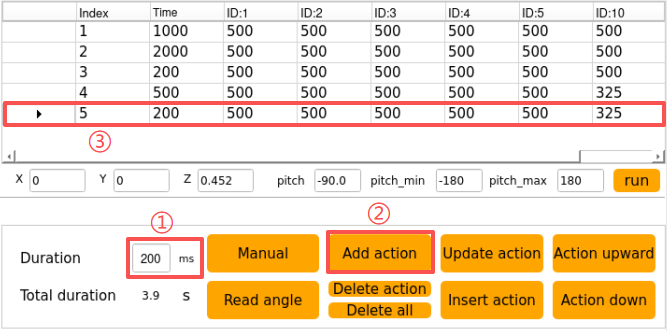 Index Time ID:1 ID:2 ID:3 ID:4 ID:5 ID:10
1 1000 500 500 500 500 500 500
2 2000 500 500 500 500 500 500
3 200 500 500 500 500 500 500
4 500 500 500 500 500 500 325
5 200 500 500 500 500 500 325
③
X 0 Y 0 Z 0.452 pitch -90.0 pitch_min -180 pitch_max 180 run
① ②
Duration 200 ms Manual Add action Update action Action upward
Total duration 3.9 s Read angle Delete action Insert action Action down
Delete all